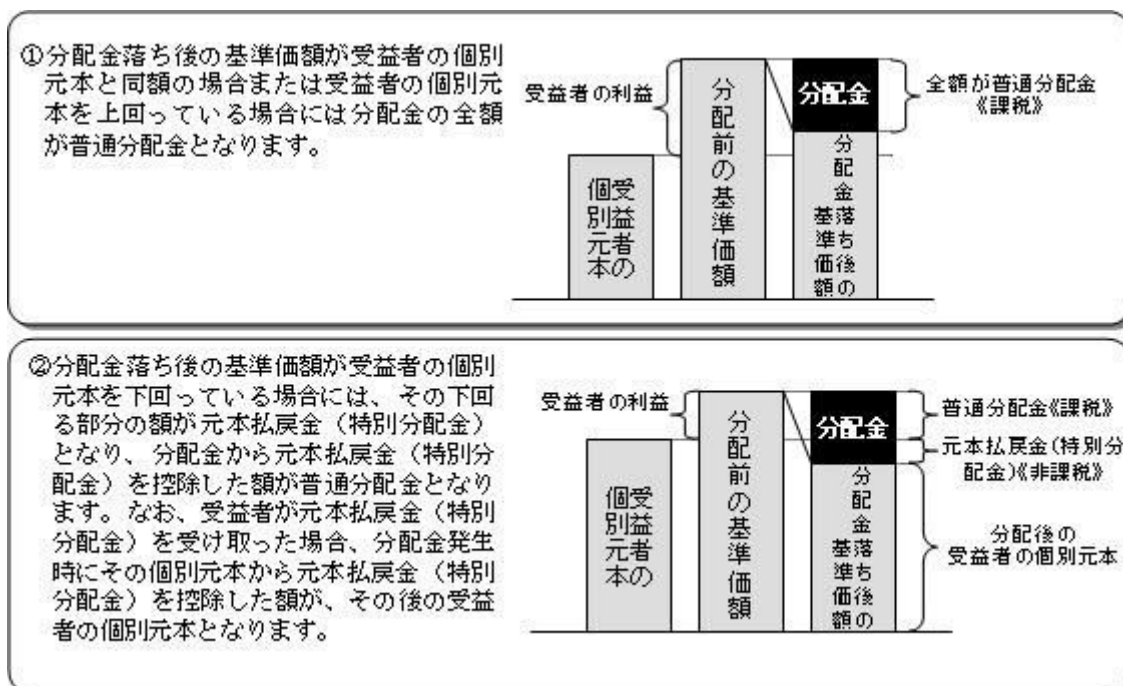 ①分配金落ち後の基準価額が受益者の個別
元本と同額の場合または受益者の個別元
本を上回っている場合には分配金の全額
が普通分配金となります。
受益者の利益
受益者の
個別元本
分配前の基準価額
分配金
分配金落ち後の
基準価額
全額が普通分配金
《課税》
②分配金落ち後の基準価額が受益者の個別
元本を下回っている場合には、その下回
る部分の額が元本払戻金（特別分配金）
となり、分配金から元本払戻金（特別分
配金）を控除した額が普通分配金となり
ます。なお、受益者が元本払戻金（特別
分配金）を受け取った場合、分配金発生
時にその個別元本から元本払戻金（特別
分配金）を控除した額が、その後の受益
者の個別元本となります。
受益者の利益
受益者の
個別元本
分配前の基準価額
分配金
分配金落ち後の
基準価額
普通分配金《課税》
元本払戻金(特別分
配金)《非課税》
分配後の
受益者の個別元本